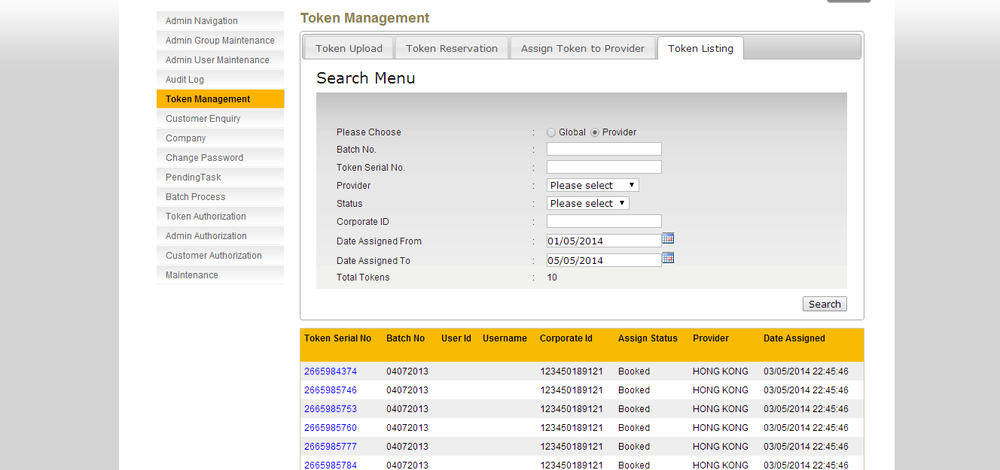 Admin Navigation
Admin Group Maintenance
Admin User Maintenance
Audit Log
Token Management
Customer Enquiry
Company
Change Password
PendingTask
Batch Process
Token Authorization
Admin Authorization
Customer Authorization
Maintenance
Token Management
Token Upload Token Reservation Assign Token to Provider Token Listing
Search Menu
Please Choose : Global Provider
Batch No. :
Token Serial No. :
Provider : Please select
Status : Please select
Corporate ID :
Date Assigned From : 01/05/2014
Date Assigned To : 05/05/2014
Total Tokens : 10
Search
Token Serial No Batch No User Id Username Corporate Id Assign Status Provider Date Assigned
2665984374 04072013 123450189121 Booked HONG KONG 03/05/2014 22:45:46
2665985746 04072013 123450189121 Booked HONG KONG 03/05/2014 22:45:46
2665985753 04072013 123450189121 Booked HONG KONG 03/05/2014 22:45:46
2665985760 04072013 123450189121 Booked HONG KONG 03/05/2014 22:45:46
2665985777 04072013 123450189121 Booked HONG KONG 03/05/2014 22:45:46
2665985784 04072013 123450189121 Booked HONG KONG 03/05/2014 22:45:46